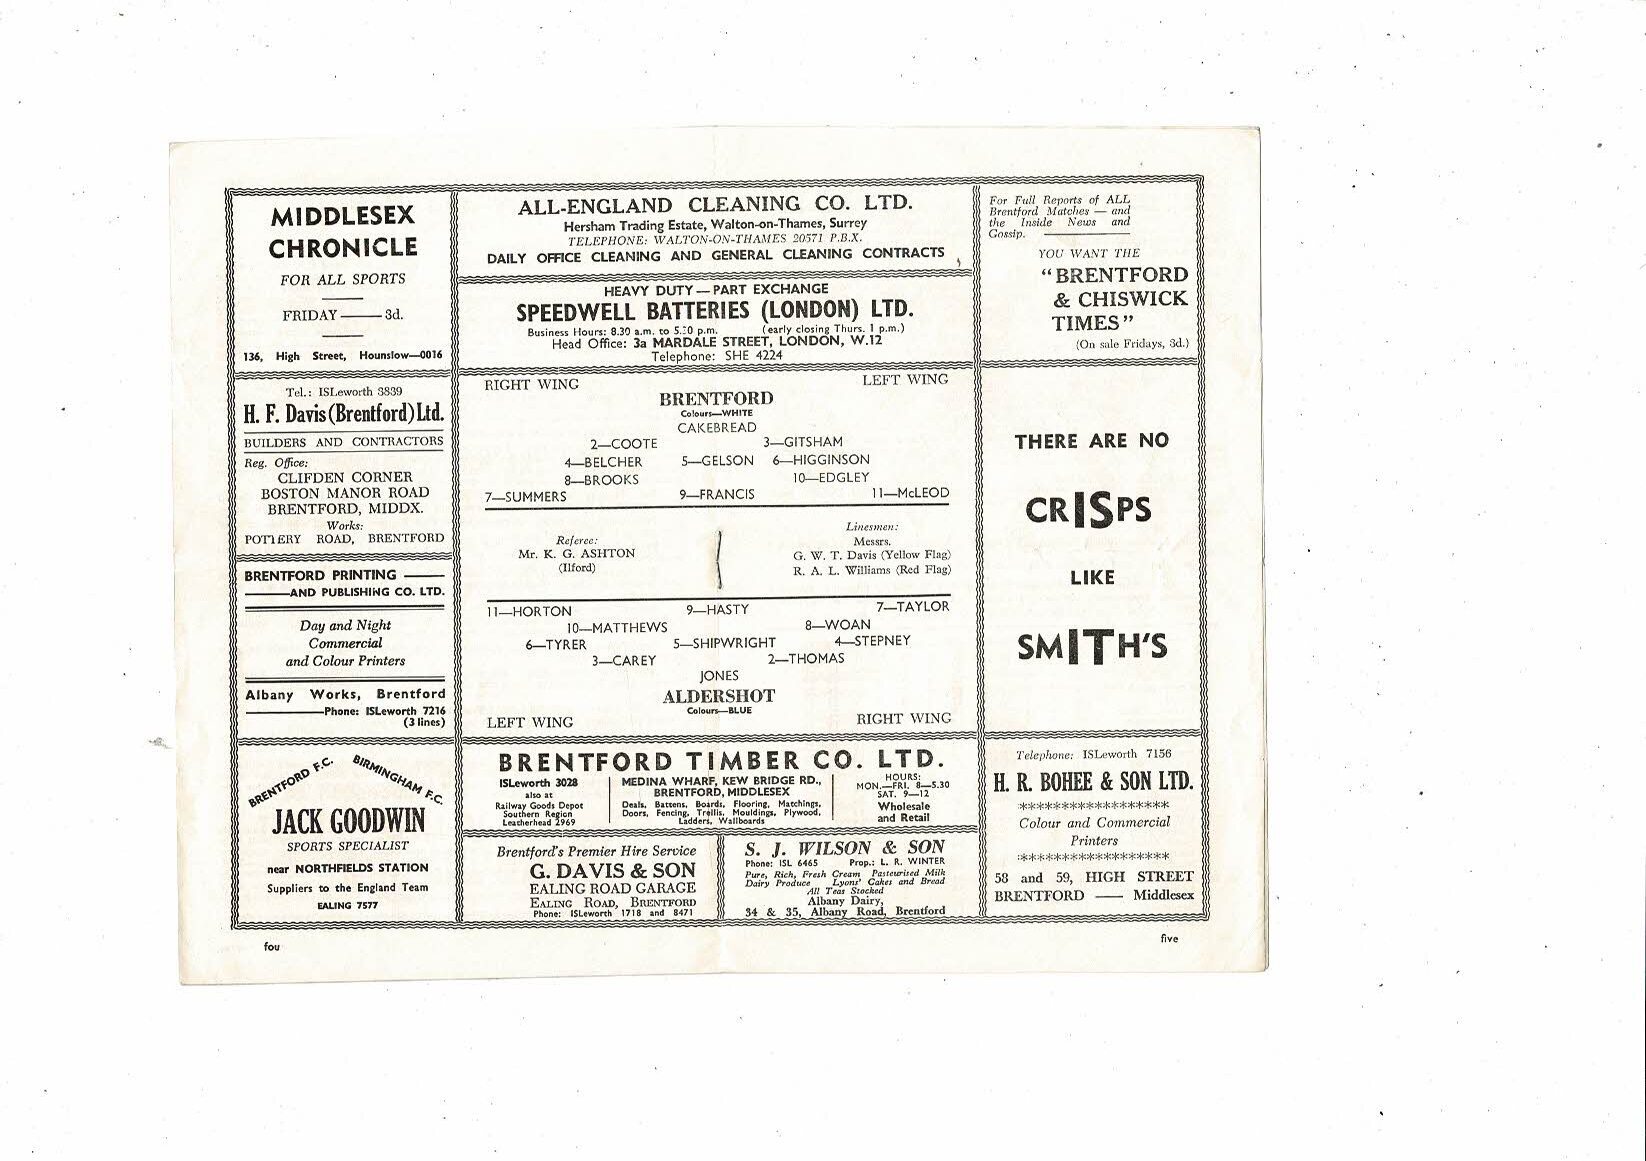 MIDDLESEX
CHRONICLE
FOR ALL SPORTS
FRIDAY —— 3d.
136, High Street, Hounslow—0016
Tel.: ISLeworth 3839
H. F. Davis (Brentford) Ltd.
BUILDERS AND CONTRACTORS
Reg. Office:
CLIFDEN CORNER
BOSTON MANOR ROAD
BRENTFORD, MIDDX.
Works:
POTTERY ROAD, BRENTFORD
BRENTFORD PRINTING ——
——AND PUBLISHING CO. LTD.
Day and Night
Commercial
and Colour Printers
Albany Works, Brentford
——Phone: ISLeworth 7216
(3 lines)
BRENTFORD F.C. BIRMINGHAM F.C.
JACK GOODWIN
SPORTS SPECIALIST
near NORTHFIELDS STATION
Suppliers to the England Team
EALING 7577
ALL-ENGLAND CLEANING CO. LTD.
Hersham Trading Estate, Walton-on-Thames, Surrey
TELEPHONE: WALTON-ON-THAMES 20571 P.B.X.
DAILY OFFICE CLEANING AND GENERAL CLEANING CONTRACTS
HEAVY DUTY — PART EXCHANGE
SPEEDWELL BATTERIES (LONDON) LTD.
Business Hours: 8.30 a.m. to 5.30 p.m. (early closing Thurs. 1 p.m.)
Head Office: 3a MARDALE STREET, LONDON, W.12
Telephone: SHE 4224
RIGHT WING LEFT WING
BRENTFORD
Colours—WHITE
CAKEBREAD
2—COOTE 3—GITSHAM
4—BELCHER 5—GELSON 6—HIGGINSON
8—BROOKS 10—EDGLEY
7—SUMMERS 9—FRANCIS 11—McLEOD
Referee:
Mr. K. G. ASHTON
(Ilford)
Linesmen:
Messrs.
G. W. T. Davis (Yellow Flag)
R. A. L. Williams (Red Flag)
11—HORTON 9—HASTY 7—TAYLOR
10—MATTHEWS 8—WOAN
6—TYRER 5—SHIPWRIGHT 4—STEPNEY
3—CAREY 2—THOMAS
JONES
ALDERSHOT
Colours—BLUE
LEFT WING RIGHT WING
BRENTFORD TIMBER CO. LTD.
ISLeworth 3028
also at
Railway Goods Depot
Southern Region
Leatherhead 2969
MEDINA WHARF, KEW BRIDGE RD.,
BRENTFORD, MIDDLESEX
Deals, Battens, Boards, Flooring, Matchings,
Doors, Fencing, Trellis, Mouldings, Plywood,
Ladders, Wallboards
HOURS:
MON.—FRI. 8—5.30
SAT. 9—12
Wholesale
and Retail
Brentford's Premier Hire Service
G. DAVIS & SON
EALING ROAD GARAGE
EALING ROAD, BRENTFORD
Phone: ISLeworth 1718 and 8471
S. J. WILSON & SON
Phone: ISL 6465 Prop.: L. R. WINTER
Pure, Rich, Fresh Cream Pasteurised Milk
Dairy Produce Lyons' Cakes and Bread
All Teas Stocked
Albany Dairy,
34 & 35, Albany Road, Brentford
For Full Reports of ALL
Brentford Matches — and
the Inside News and
Gossip. ——
YOU WANT THE
"BRENTFORD
& CHISWICK
TIMES"
(On sale Fridays, 3d.)
THERE ARE NO
CRISPS
LIKE
SMITH'S
Telephone: ISLeworth 7156
H. R. BOHEE & SON LTD.
******************
Colour and Commercial
Printers
******************
58 and 59, HIGH STREET
BRENTFORD —— Middlesex
fou
five